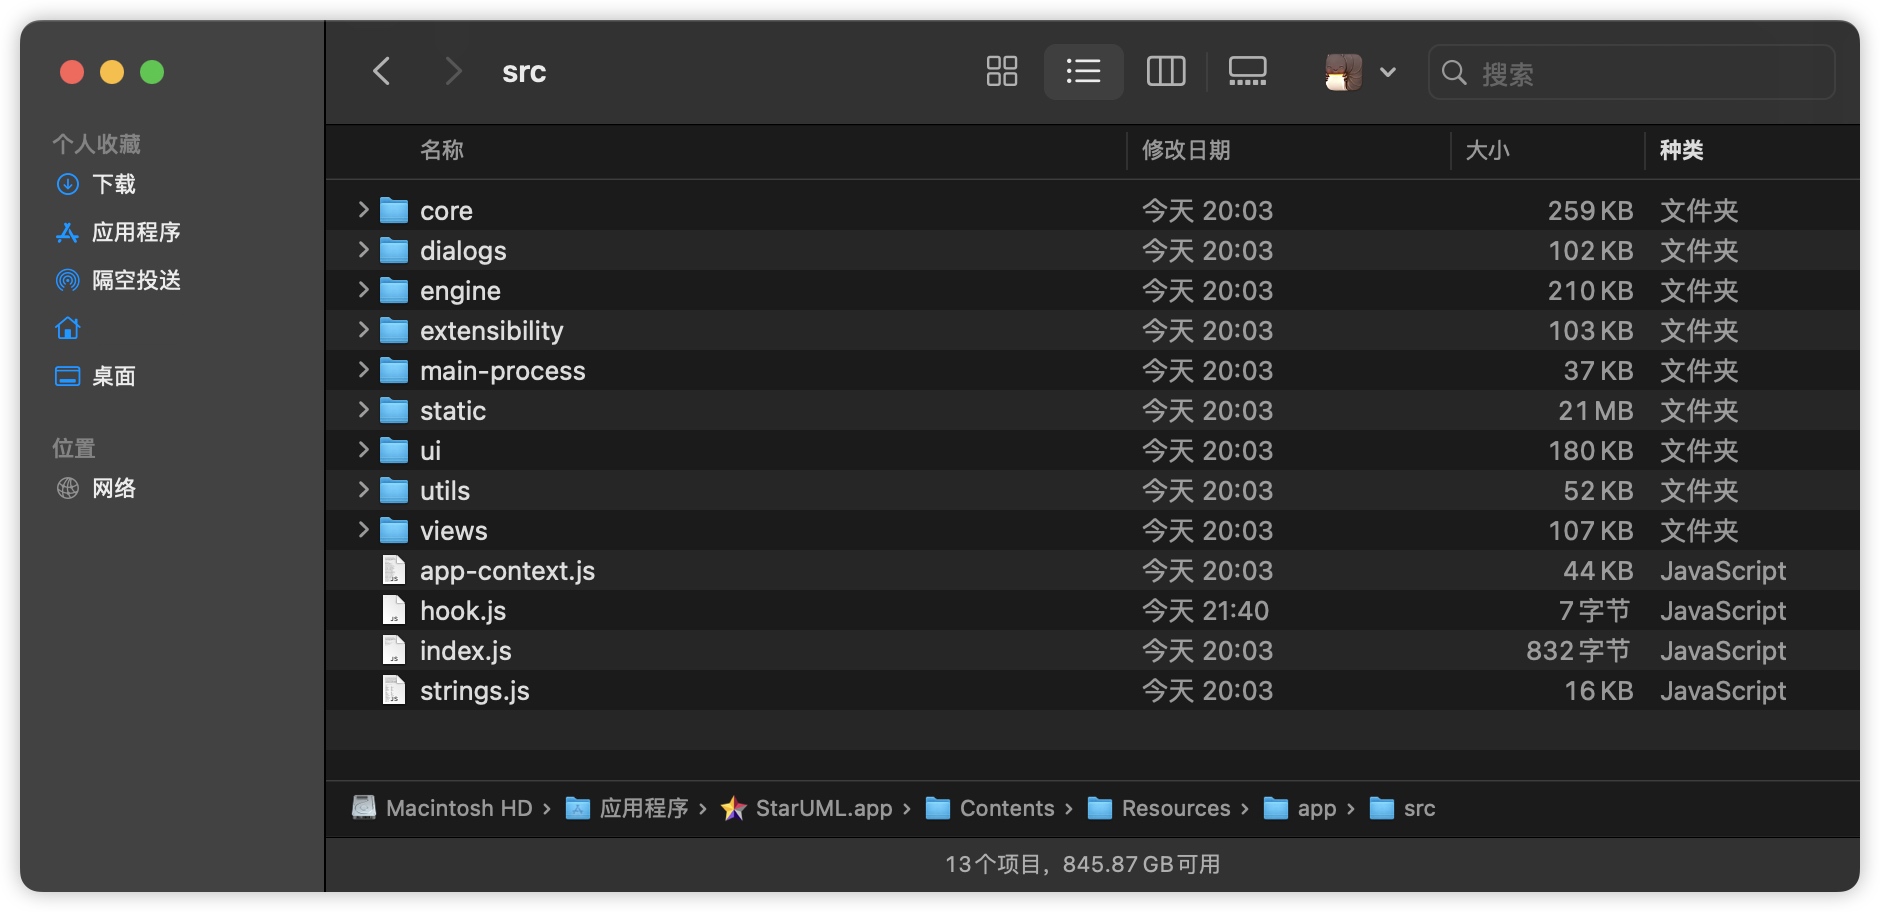 src
搜索
个人收藏
下载
应用程序
隔空投送
桌面
位置
网络
名称 修改日期 大小 种类
core 今天 20:03 259 KB 文件夹
dialogs 今天 20:03 102 KB 文件夹
engine 今天 20:03 210 KB 文件夹
extensibility 今天 20:03 103 KB 文件夹
main-process 今天 20:03 37 KB 文件夹
static 今天 20:03 21 MB 文件夹
ui 今天 20:03 180 KB 文件夹
utils 今天 20:03 52 KB 文件夹
views 今天 20:03 107 KB 文件夹
app-context.js 今天 20:03 44 KB JavaScript
hook.js 今天 21:40 7 字节 JavaScript
index.js 今天 20:03 832 字节 JavaScript
strings.js 今天 20:03 16 KB JavaScript
Macintosh HD › 应用程序 › StarUML.app › Contents › Resources › app › src
13个项目，845.87 GB可用